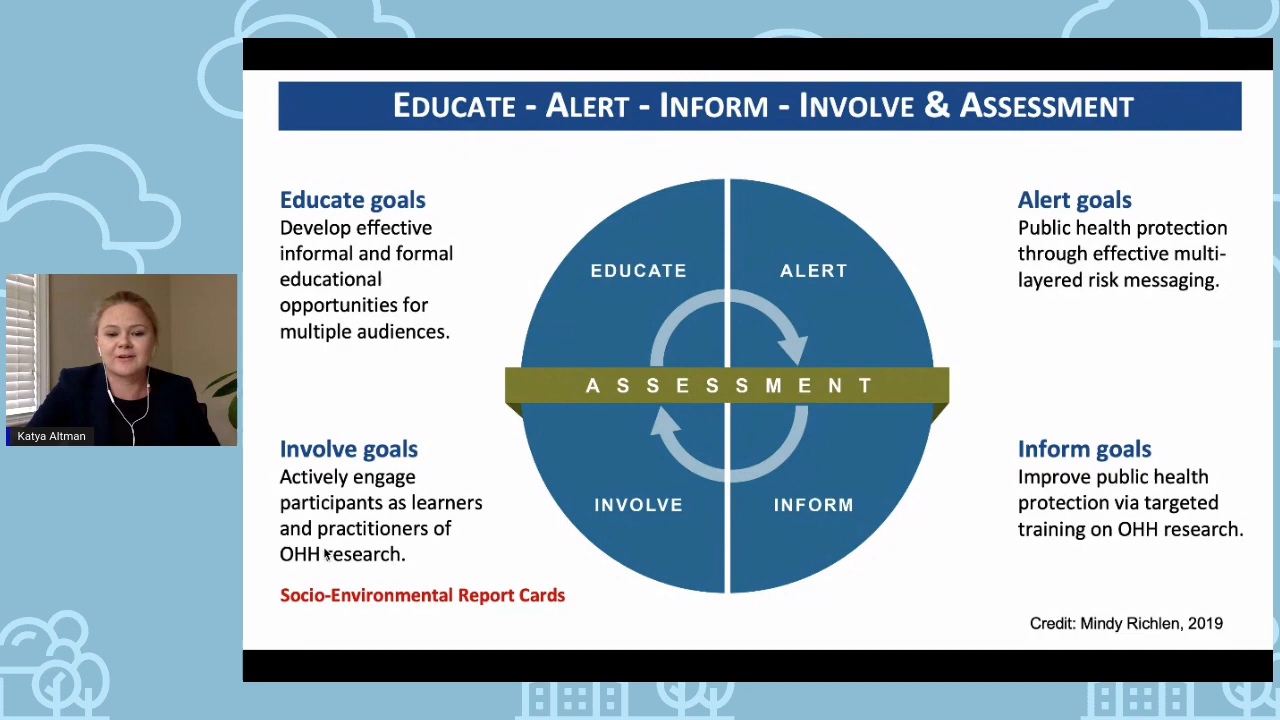 EDUCATE - ALERT - INFORM - INVOLVE & ASSESSMENT
Educate goals
Develop effective
informal and formal
educational
opportunities for
multiple audiences.
Alert goals
Public health protection
through effective multi-
layered risk messaging.
EDUCATE
ALERT
ASSESSMENT
INVOLVE
INFORM
Involve goals
Actively engage
participants as learners
and practitioners of
OHH research.
Socio-Environmental Report Cards
Inform goals
Improve public health
protection via targeted
training on OHH research.
Credit: Mindy Richlen, 2019
Katya Altman